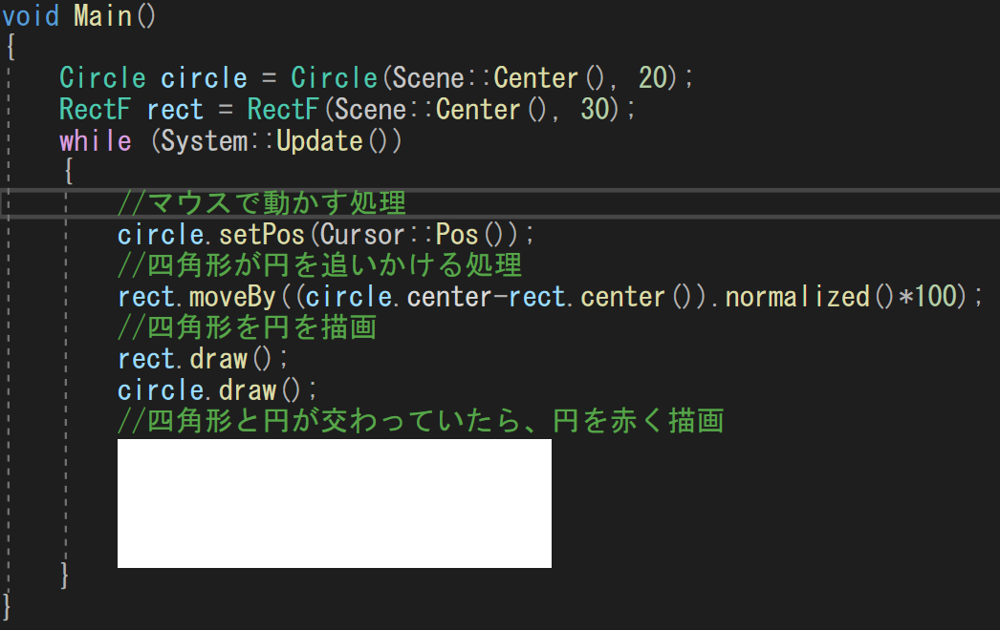 void Main()
{
Circle circle = Circle(Scene::Center(), 20);
RectF rect = RectF(Scene::Center(), 30);
while (System::Update())
{
//マウスで動かす処理
circle.setPos(Cursor::Pos());
//四角形が円を追いかける処理
rect.moveBy((circle.center-rect.center()).normalized()*100);
//四角形を円を描画
rect.draw();
circle.draw();
//四角形と円が交わっていたら、円を赤く描画
}
}